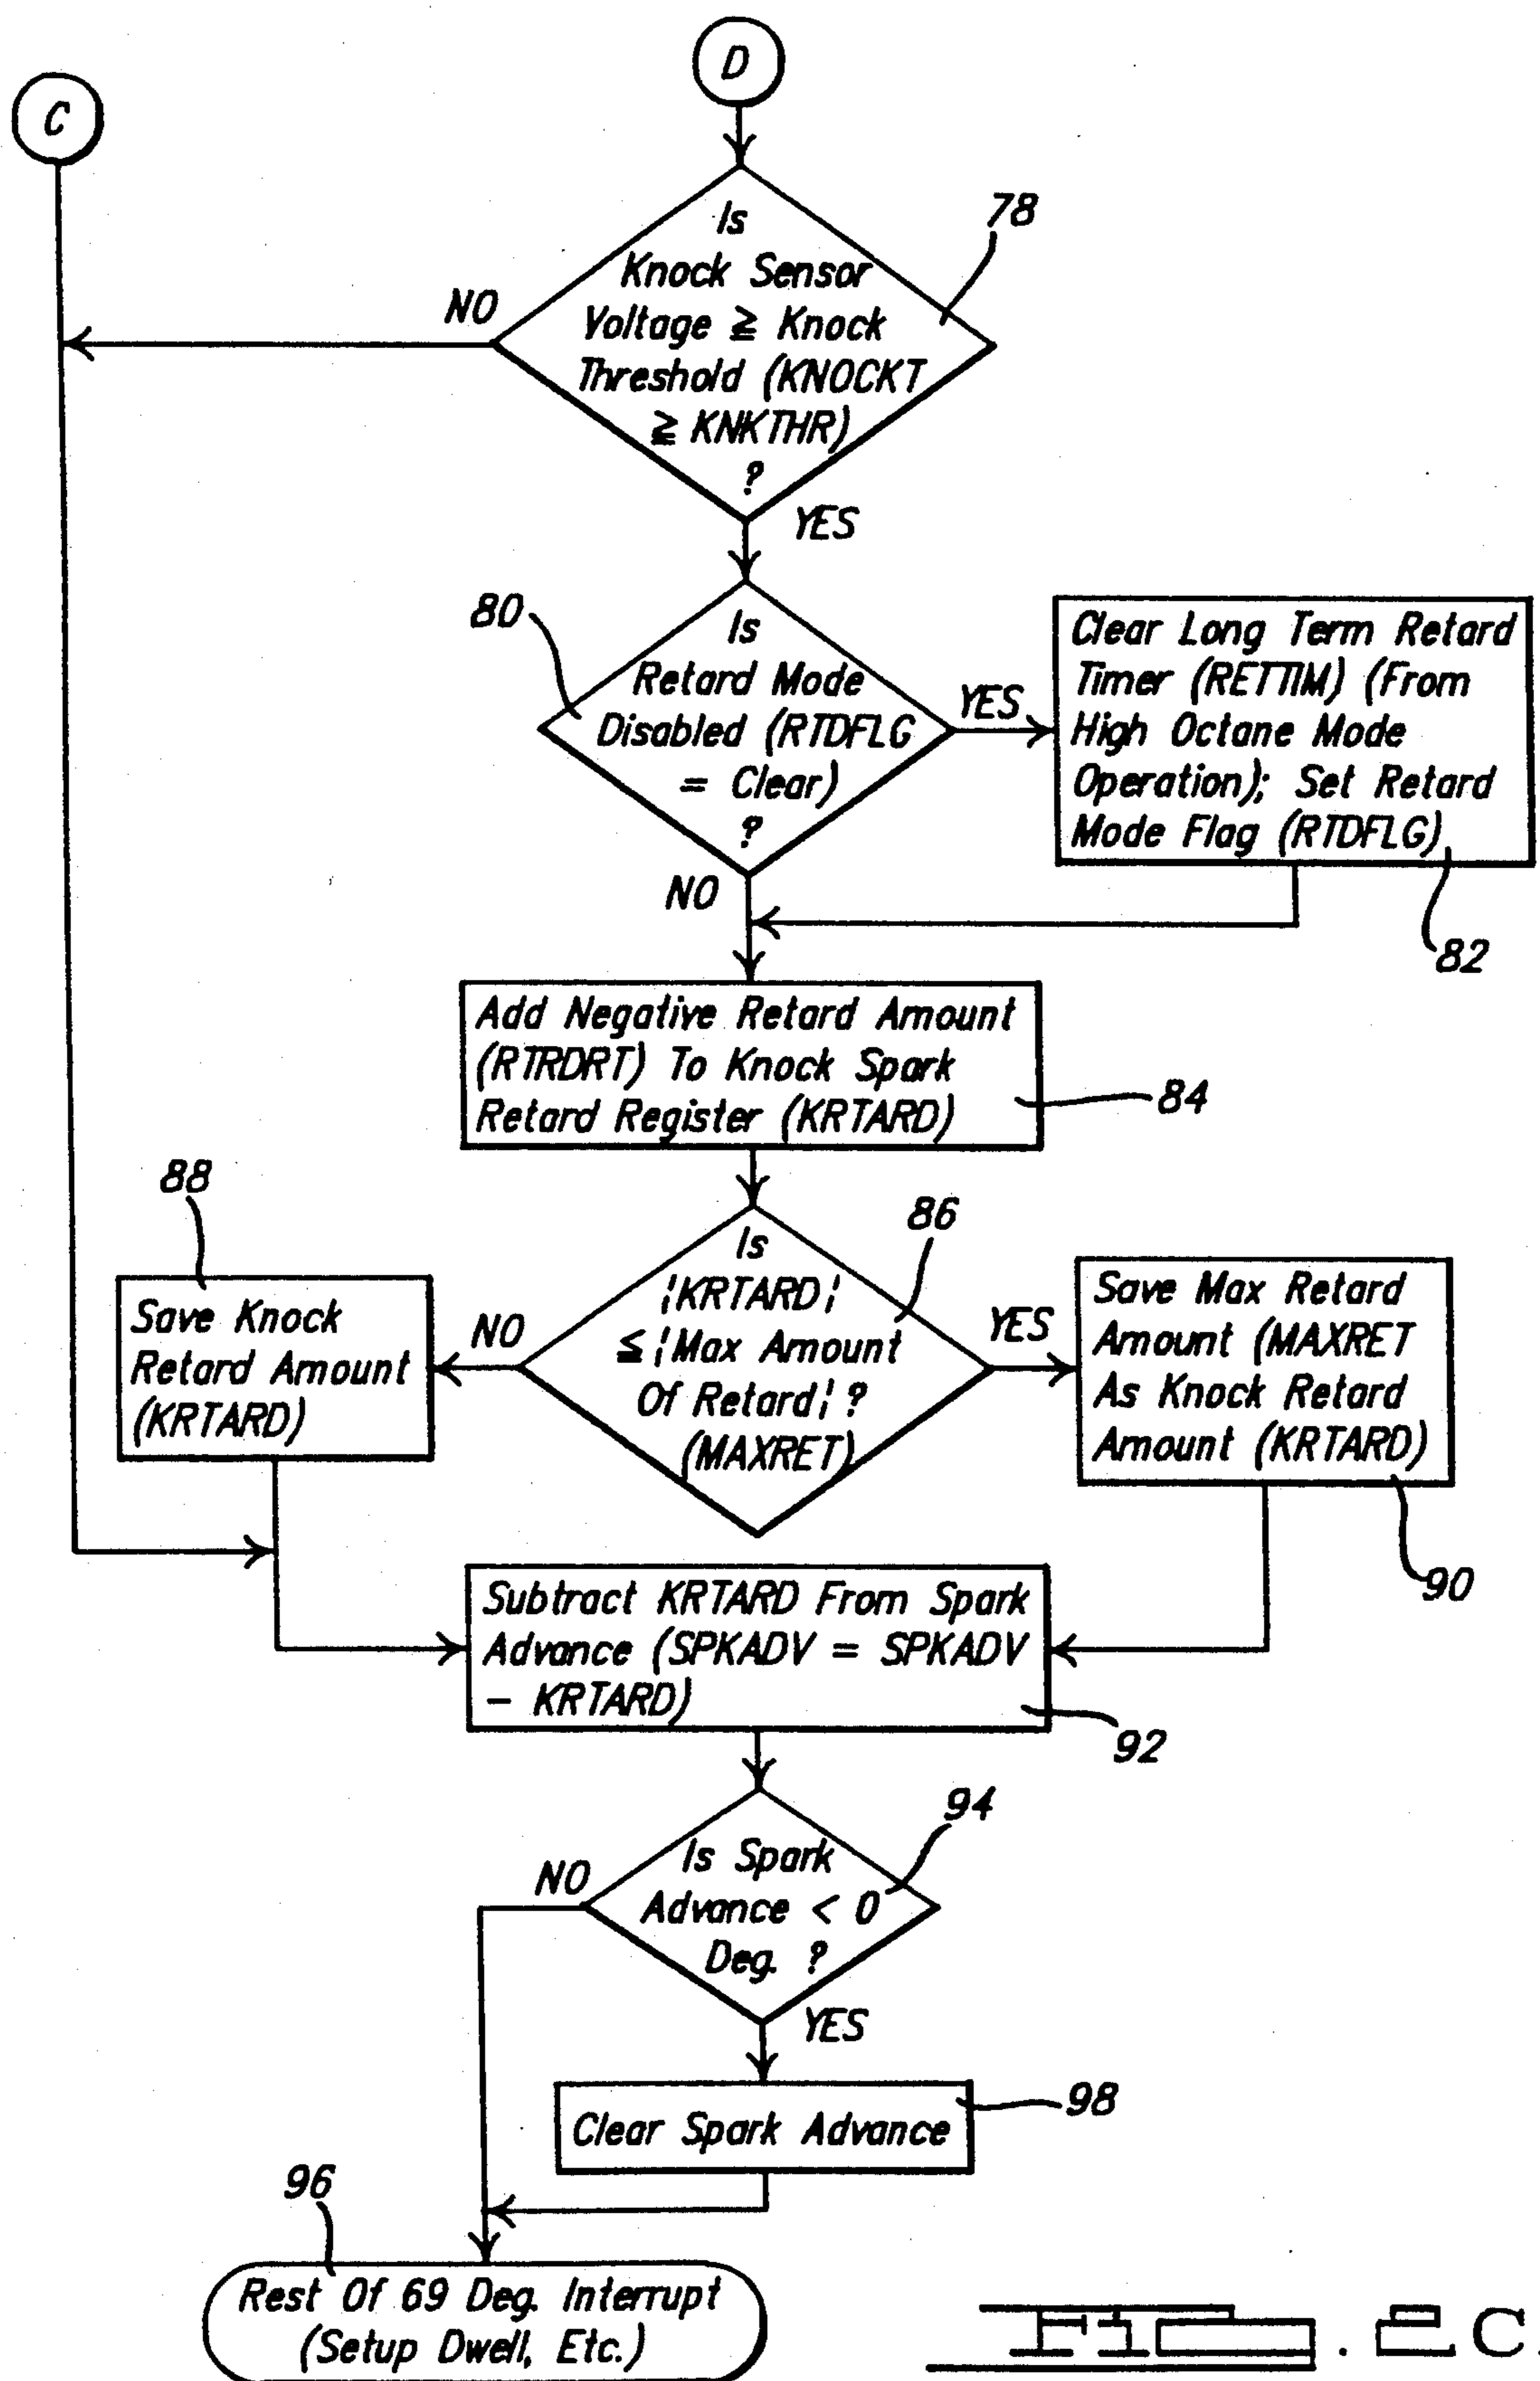 D
C
78
Is
Knock Sensor
Voltage ≧ Knock
Threshold (KNOCKT
≧ KNKTHR)
?
NO
YES
80
Is
Retard Mode
Disabled (RTDFLG
= Clear)
?
YES
NO
Clear Long Term Retard
Timer (RETTIM) (From
High Octane Mode
Operation); Set Retard
Mode Flag (RTDFLG)
82
Add Negative Retard Amount
(RTRDRT) To Knock Spark
Retard Register (KRTARD)
84
88
86
Is
¦KRTARD¦
≦ ¦Max Amount
Of Retard¦ ?
(MAXRET)
NO
YES
Save Knock
Retard Amount
(KRTARD)
Save Max Retard
Amount (MAXRET
As Knock Retard
Amount (KRTARD)
90
Subtract KRTARD From Spark
Advance (SPKADV = SPKADV
- KRTARD)
92
94
Is Spark
Advance < 0
Deg. ?
NO
YES
Clear Spark Advance
98
96
Rest Of 69 Deg. Interrupt
(Setup Dwell, Etc.)
FIG. 2C.